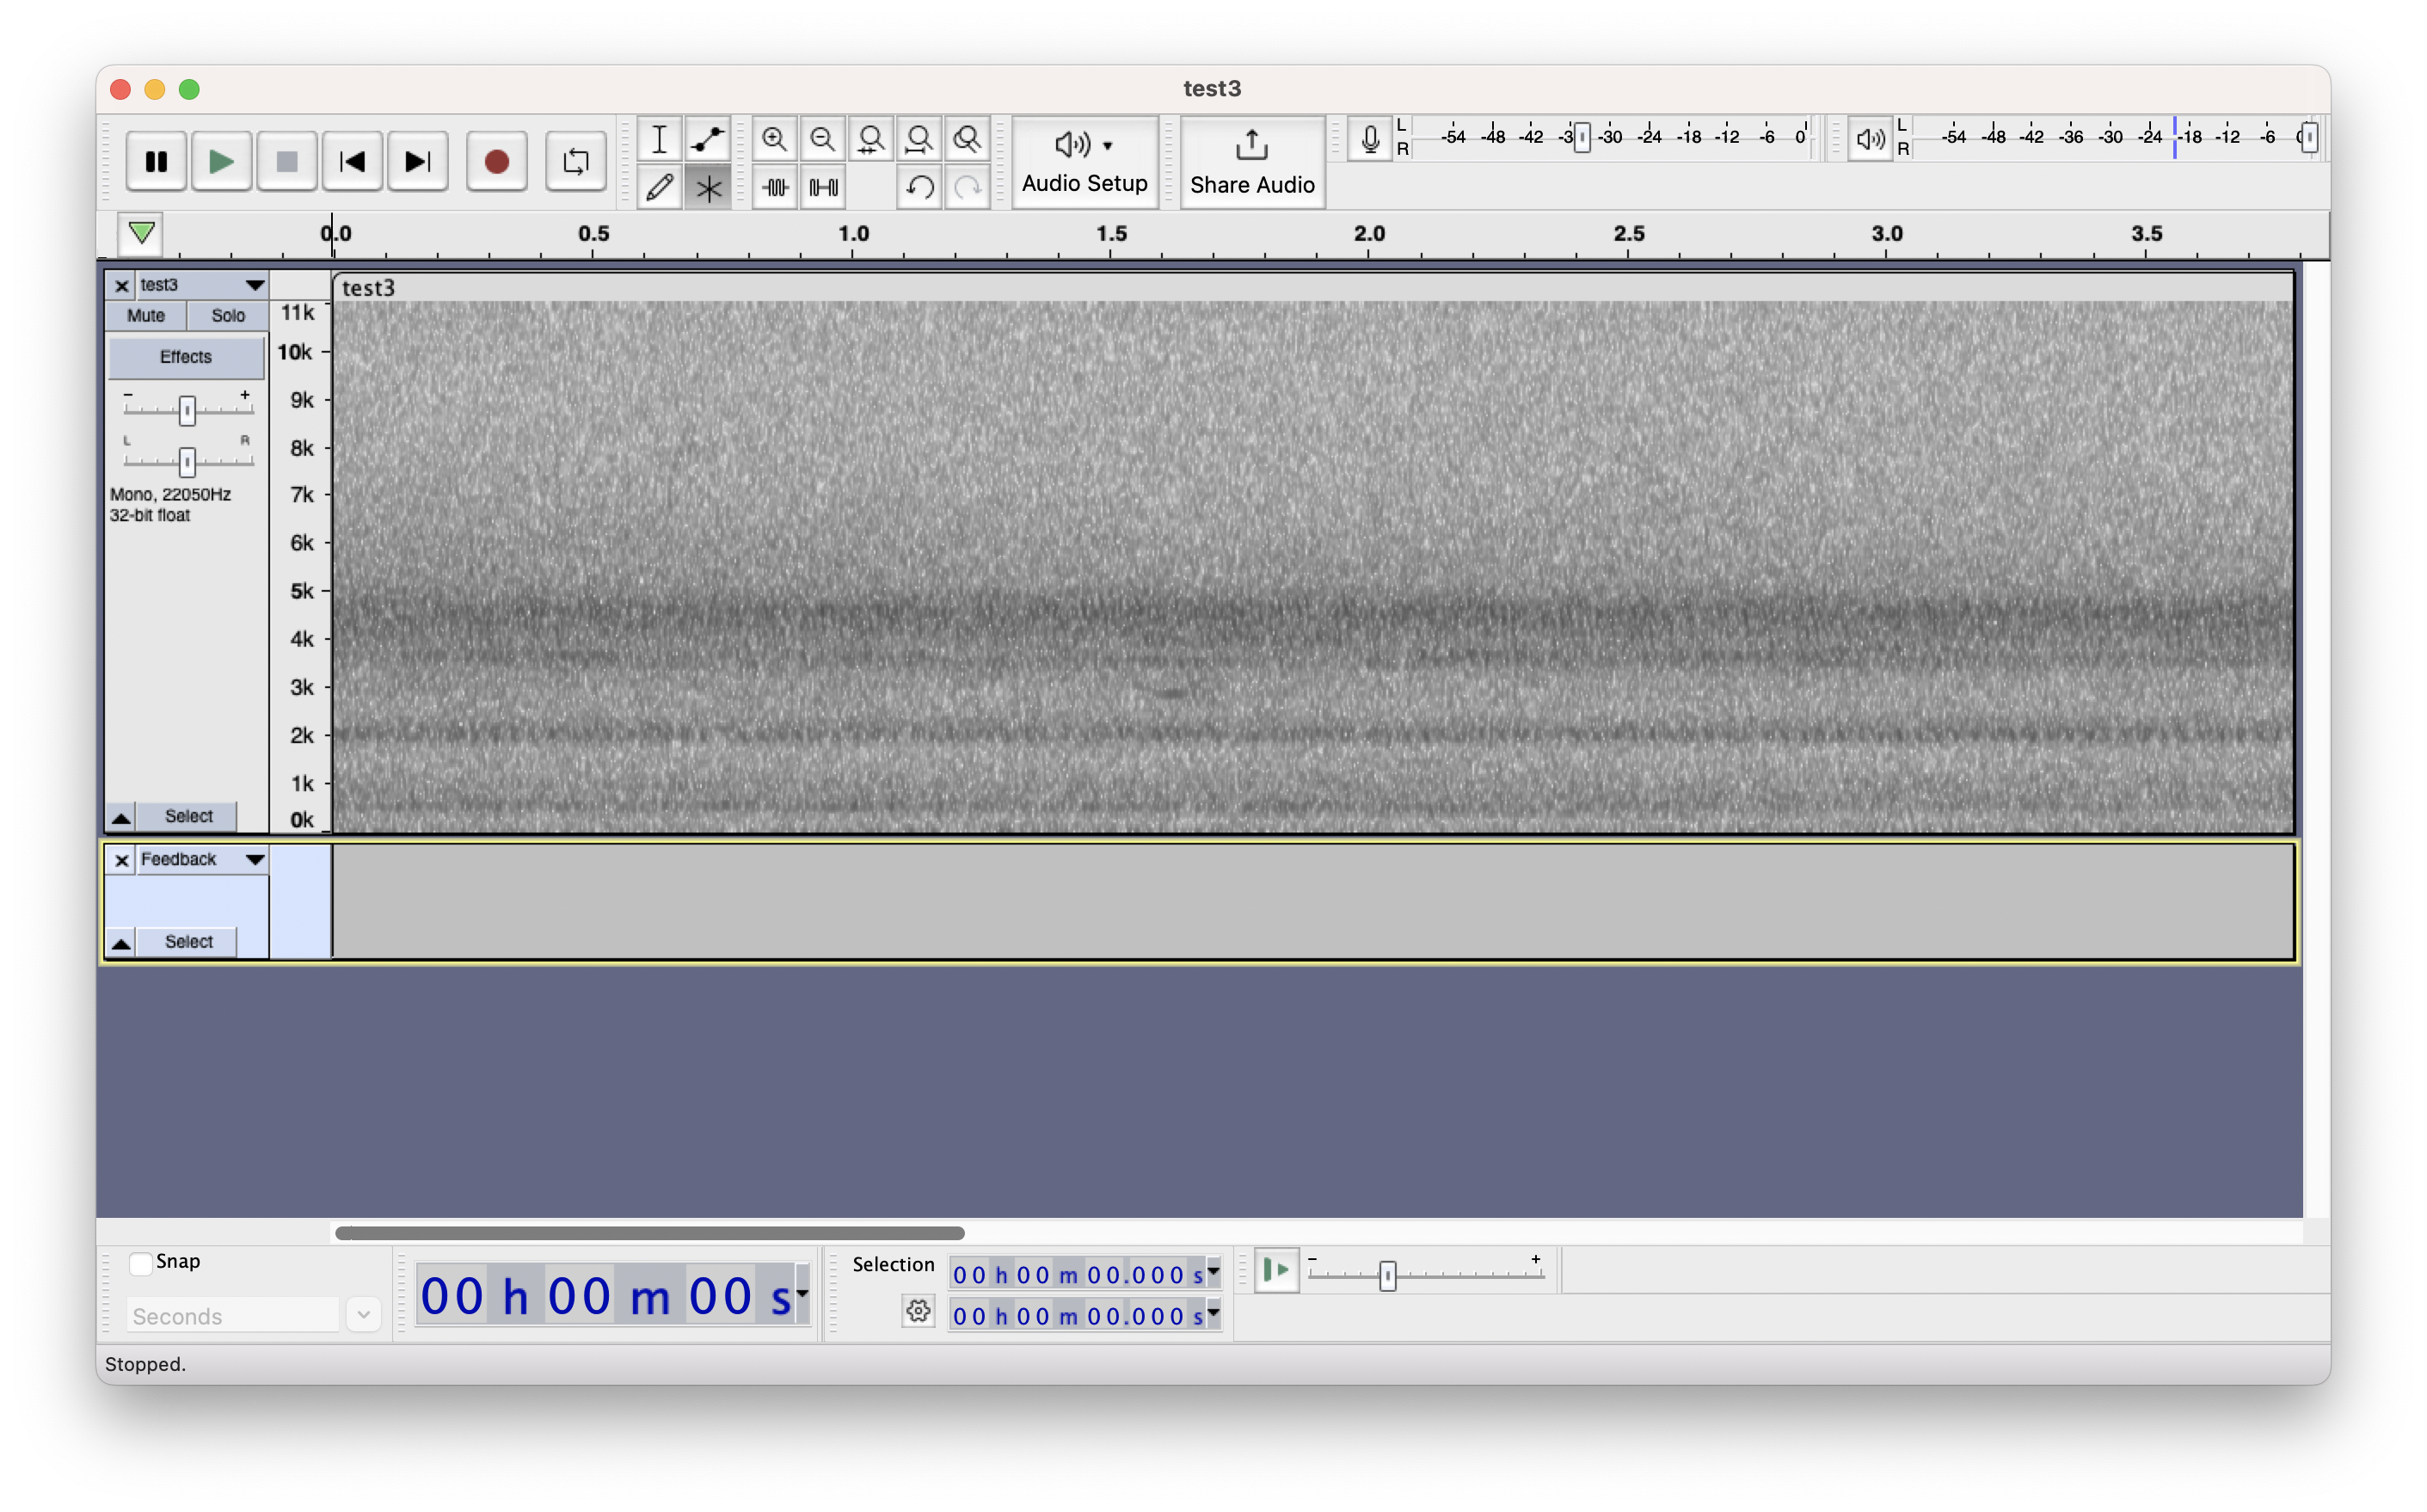 test3
L
R
-54 -48 -42 -3 -30 -24 -18 -12 -6 0
L
R
-54 -48 -42 -36 -30 -24 -18 -12 -6
Audio Setup
Share Audio
0.0 0.5 1.0 1.5 2.0 2.5 3.0 3.5
test3
Mute Solo
Effects
- +
L R
Mono, 22050Hz
32-bit float
Select
11k
10k
9k
8k
7k
6k
5k
4k
3k
2k
1k
0k
test3
Feedback
Select
Snap
Seconds
00 h 00 m 00 s
Selection
00 h 00 m 00.000 s
00 h 00 m 00.000 s
- +
Stopped.